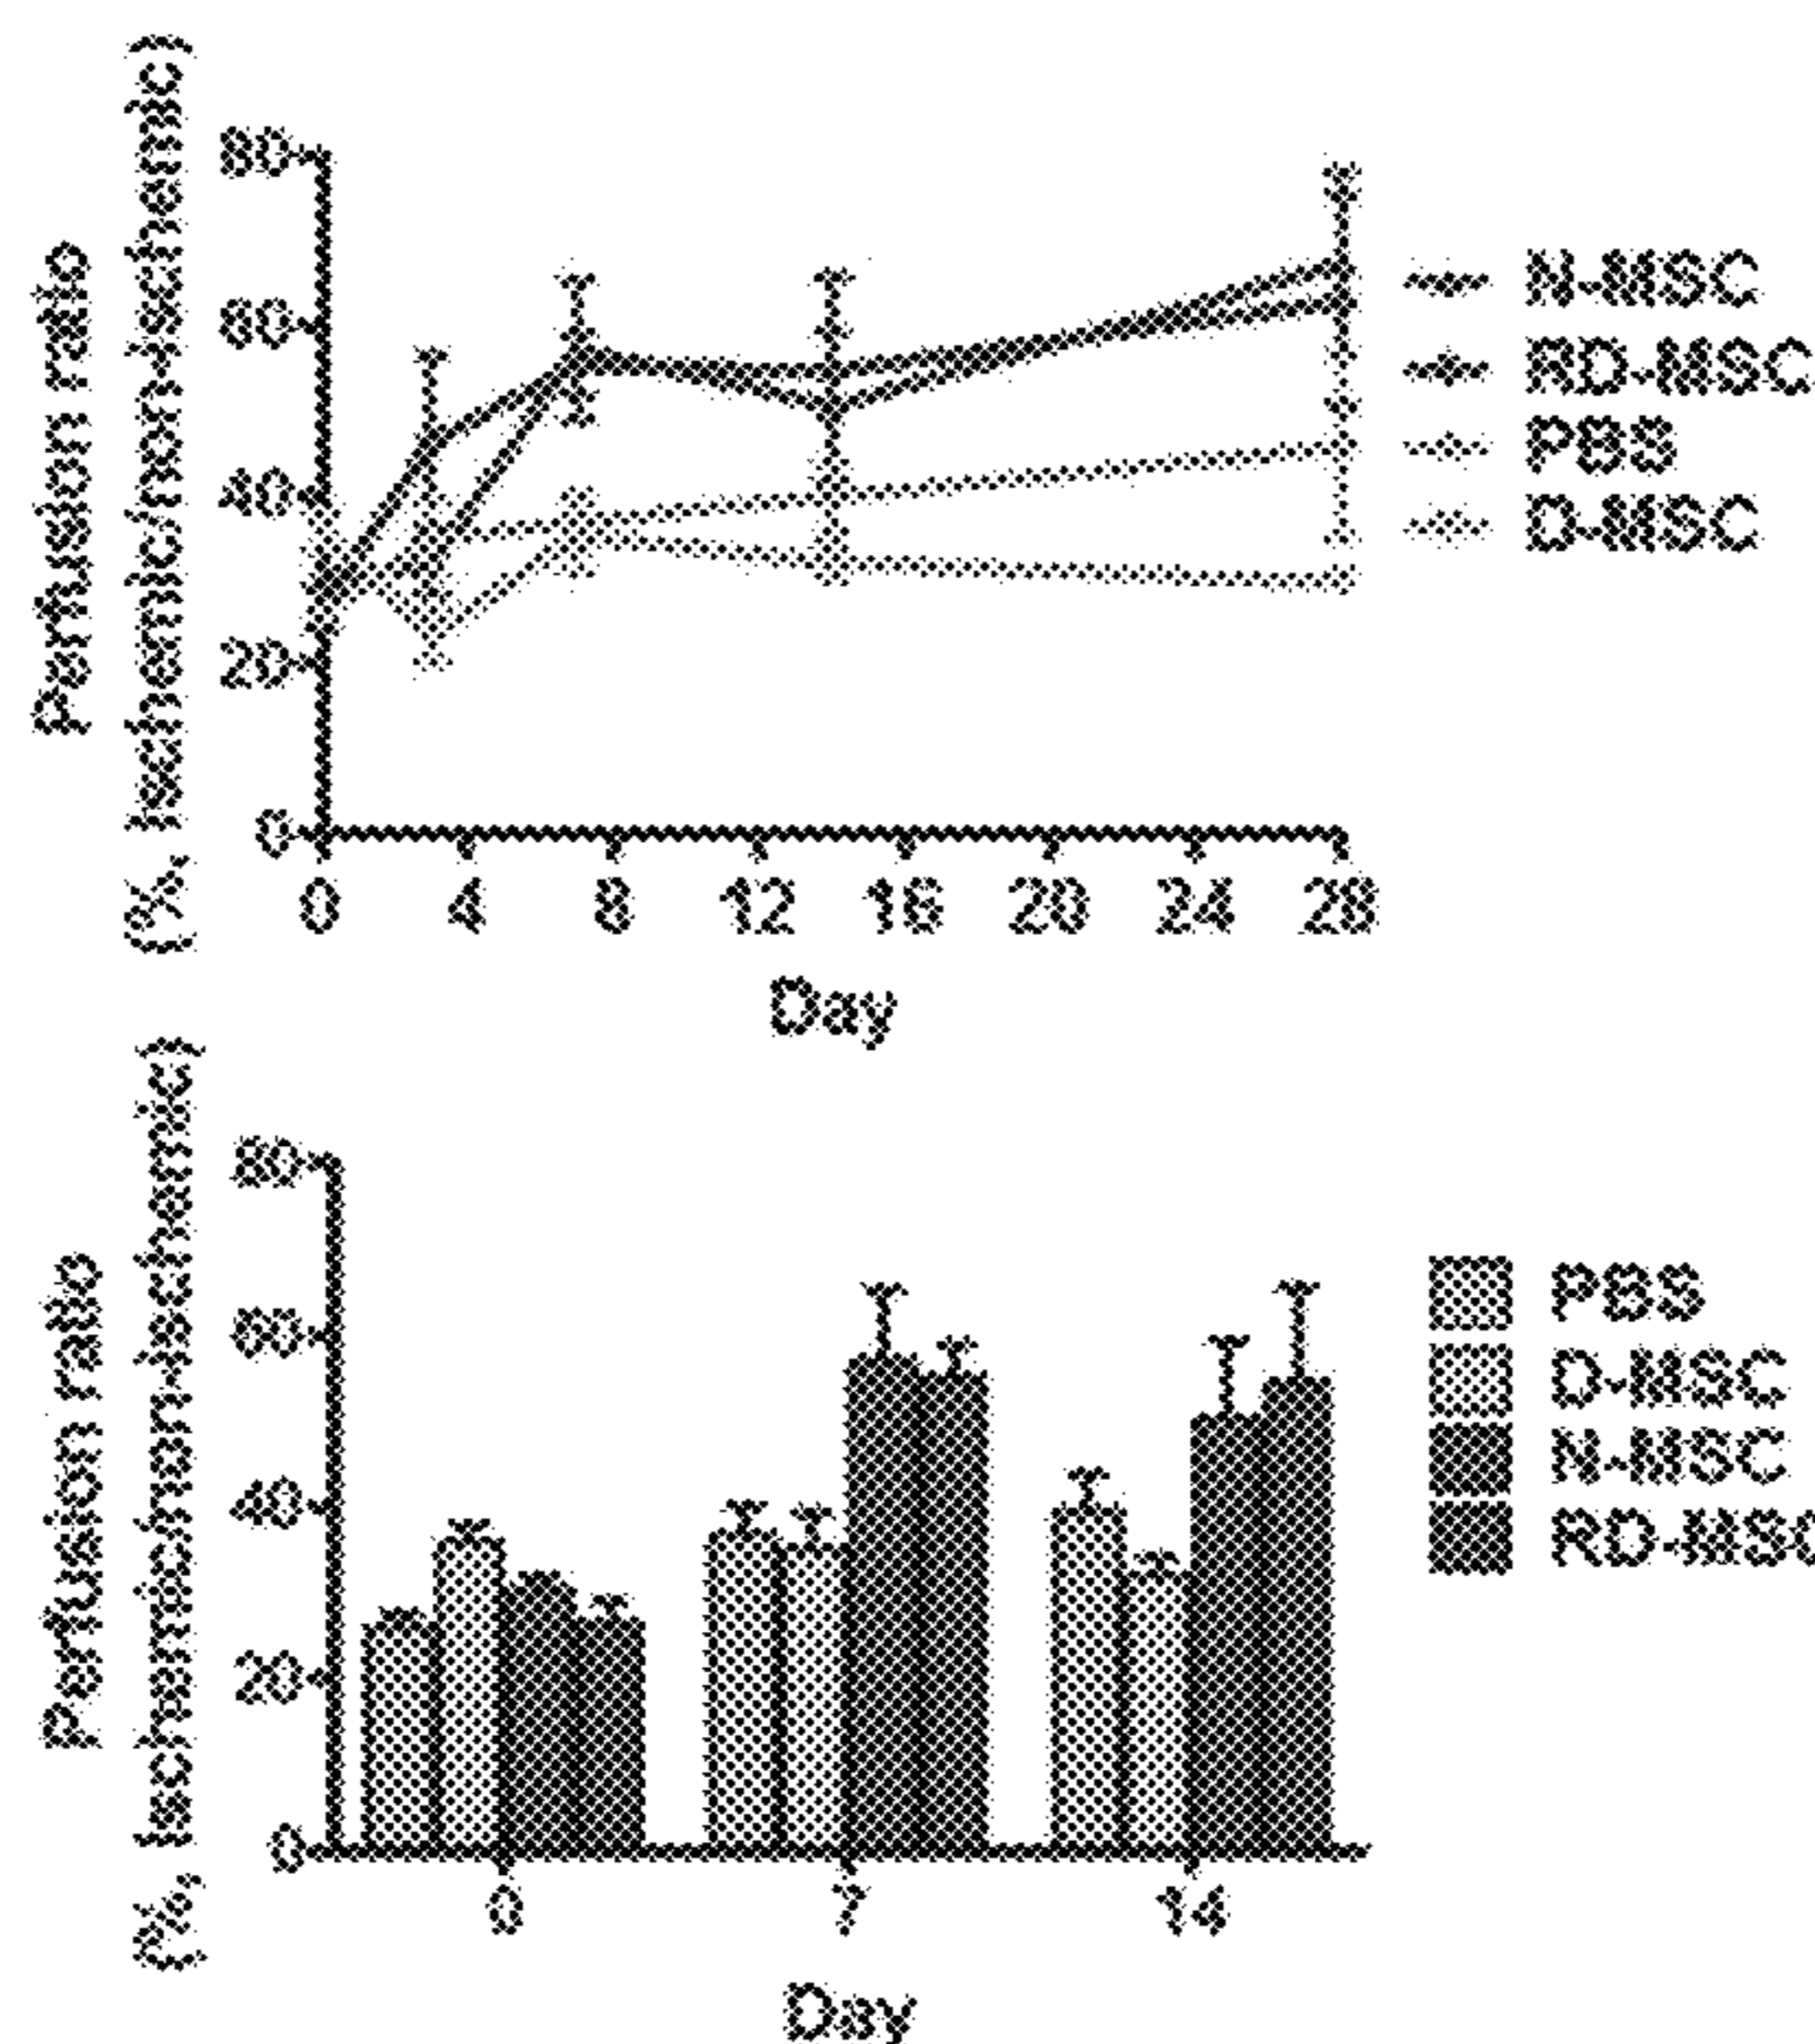 Perfusion ratio
(%, Ischemic/non-ischemic)
80
60
40
20
0
0 4 8 12 16 20 24 28
Day
N-MSC
RD-MSC
PBS
D-MSC
Perfusion ratio
(%, Ischemic/non-ischemic)
80
60
40
20
0
0 7 14
Day
PBS
D-MSC
N-MSC
RD-MSC